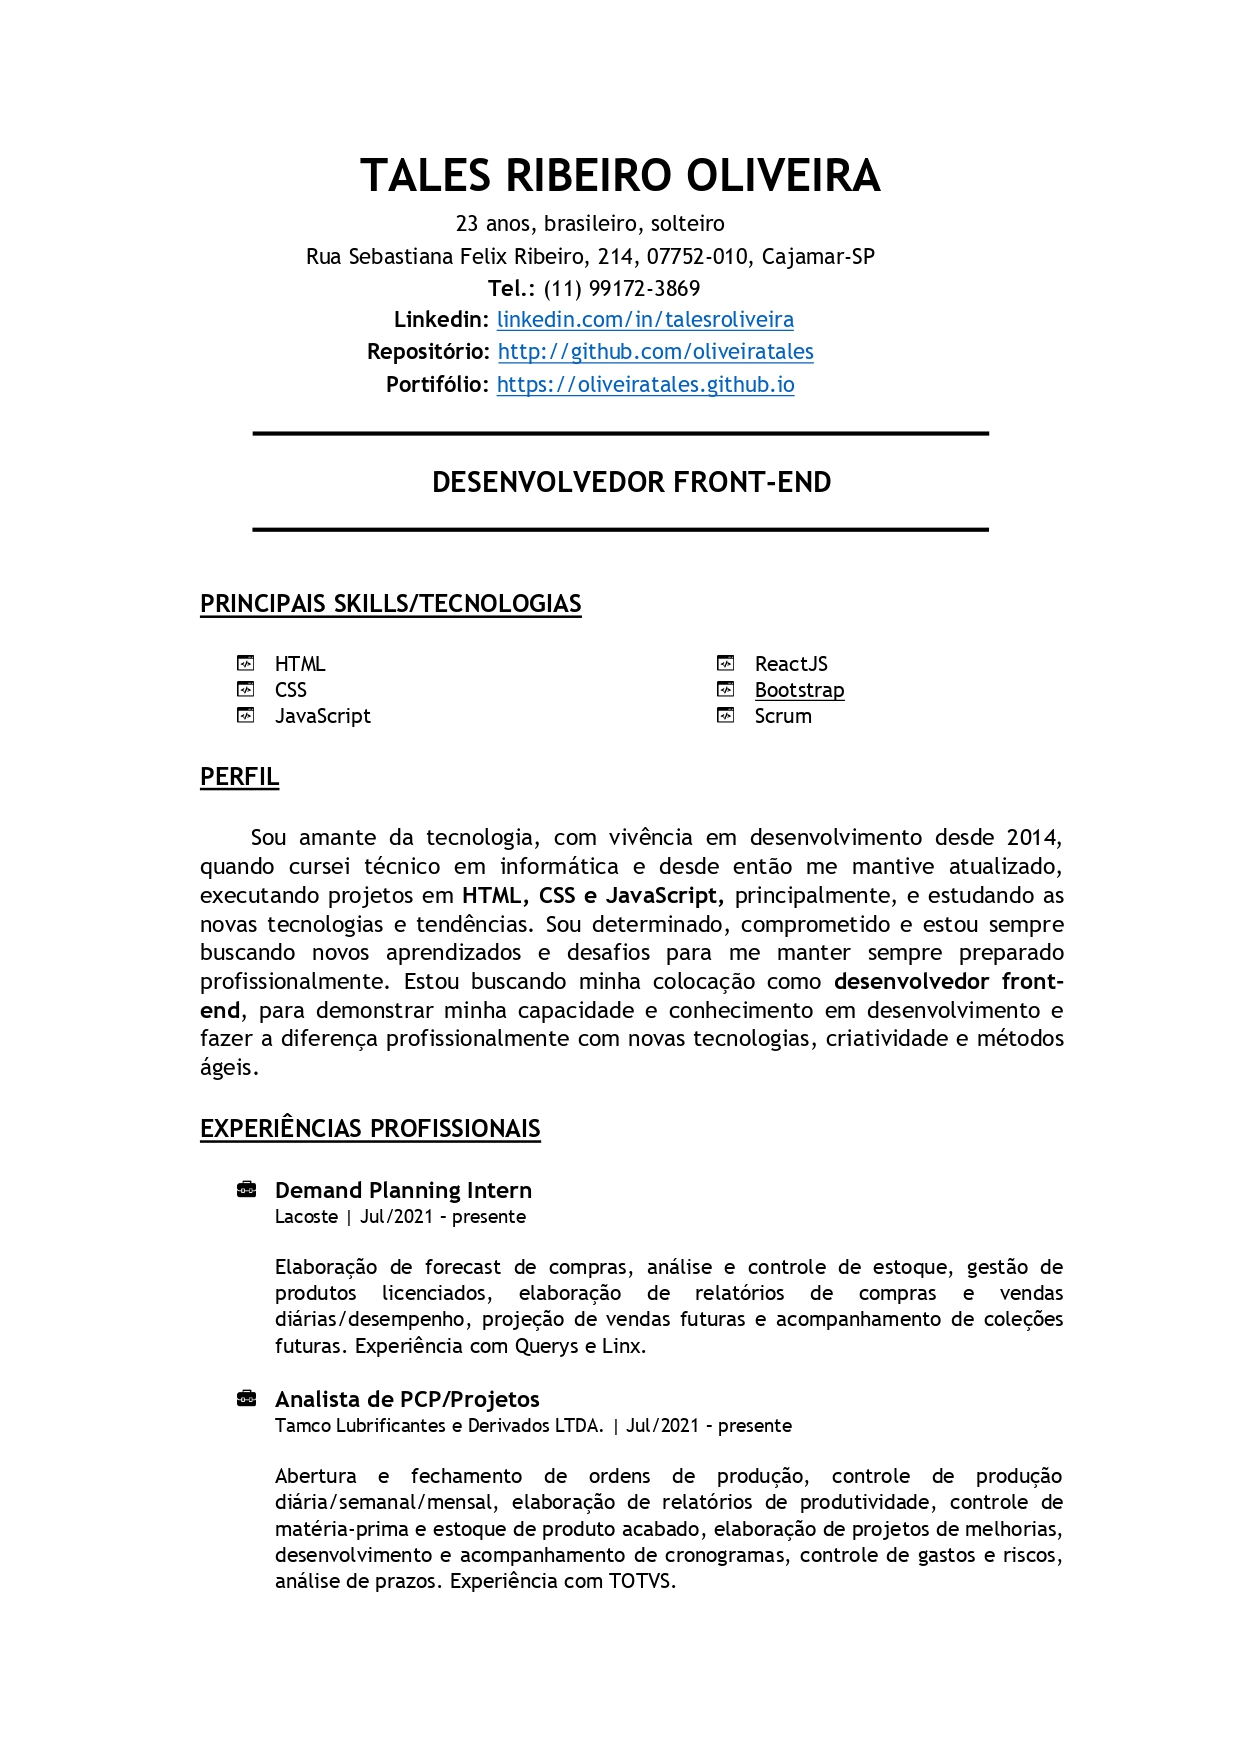 TALES RIBEIRO OLIVEIRA
23 anos, brasileiro, solteiro
Rua Sebastiana Felix Ribeiro, 214, 07752-010, Cajamar-SP
Tel.: (11) 99172-3869
Linkedin: linkedin.com/in/talesroliveira
Repositório: http://github.com/oliveiratales
Portifólio: https://oliveiratales.github.io
DESENVOLVEDOR FRONT-END
PRINCIPAIS SKILLS/TECNOLOGIAS
HTML
CSS
JavaScript
ReactJS
Bootstrap
Scrum
PERFIL
Sou amante da tecnologia, com vivência em desenvolvimento desde 2014,
quando cursei técnico em informática e desde então me mantive atualizado,
executando projetos em HTML, CSS e JavaScript, principalmente, e estudando as
novas tecnologias e tendências. Sou determinado, comprometido e estou sempre
buscando novos aprendizados e desafios para me manter sempre preparado
profissionalmente. Estou buscando minha colocação como desenvolvedor front-
end, para demonstrar minha capacidade e conhecimento em desenvolvimento e
fazer a diferença profissionalmente com novas tecnologias, criatividade e métodos
ágeis.
EXPERIÊNCIAS PROFISSIONAIS
Demand Planning Intern
Lacoste | Jul/2021 – presente
Elaboração de forecast de compras, análise e controle de estoque, gestão de
produtos licenciados, elaboração de relatórios de compras e vendas
diárias/desempenho, projeção de vendas futuras e acompanhamento de coleções
futuras. Experiência com Querys e Linx.
Analista de PCP/Projetos
Tamco Lubrificantes e Derivados LTDA. | Jul/2021 – presente
Abertura e fechamento de ordens de produção, controle de produção
diária/semanal/mensal, elaboração de relatórios de produtividade, controle de
matéria-prima e estoque de produto acabado, elaboração de projetos de melhorias,
desenvolvimento e acompanhamento de cronogramas, controle de gastos e riscos,
análise de prazos. Experiência com TOTVS.